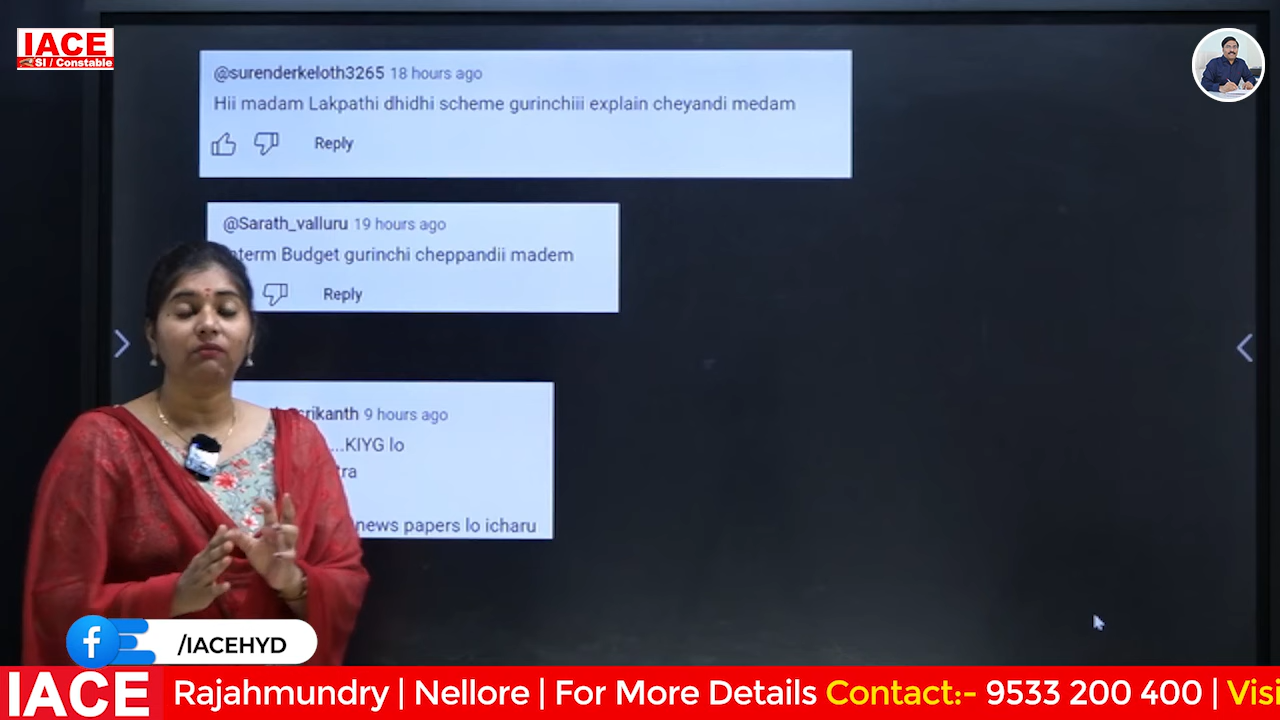 IACE
SI / Constable
@surenderkeloth3265 18 hours ago
Hii madam Lakpathi dhidhi scheme gurinchiii explain cheyandi medam
Reply
@Sarath_valluru 19 hours ago
Budget gurinchi cheppandii madem
Reply
srikanth 9 hours ago
...KIYG lo
tra
news papers lo icharu
/IACEHYD
IACE Rajahmundry | Nellore | For More Details Contact:- 9533 200 400 | Visi